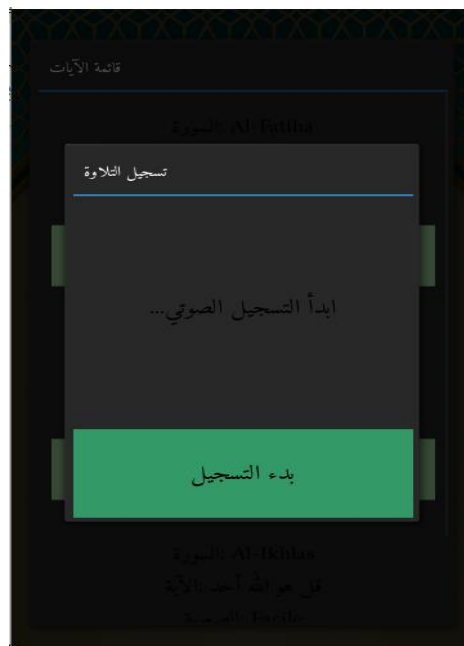 قائمة الآيات
السورة: Al-Fatiha
تسجيل التلاوة
ابدأ التسجيل الصوتي...
بدء التسجيل
السورة: Al-Ikhlas
قل هو الله أحد :الآية